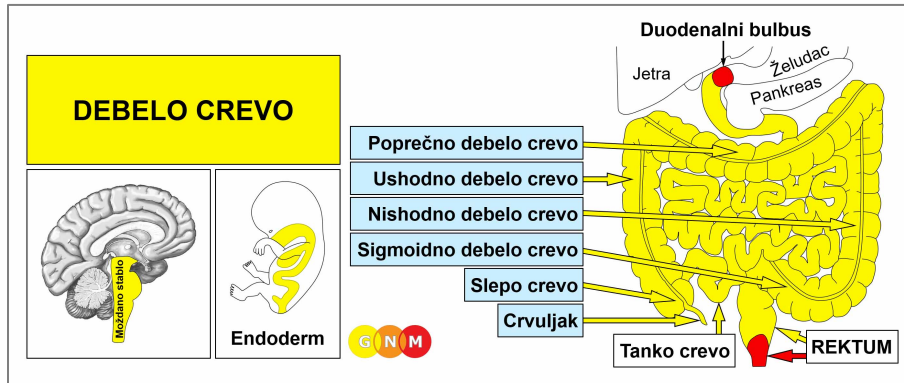 DEBELO CREVO
Moždano stablo
Endoderm
G N M
Duodenalni bulbus
Jetra
Želudac
Pankreas
Poprečno debelo crevo
Ushodno debelo crevo
Nishodno debelo crevo
Sigmoidno debelo crevo
Slepo crevo
Crvuljak
Tanko crevo
REKTUM